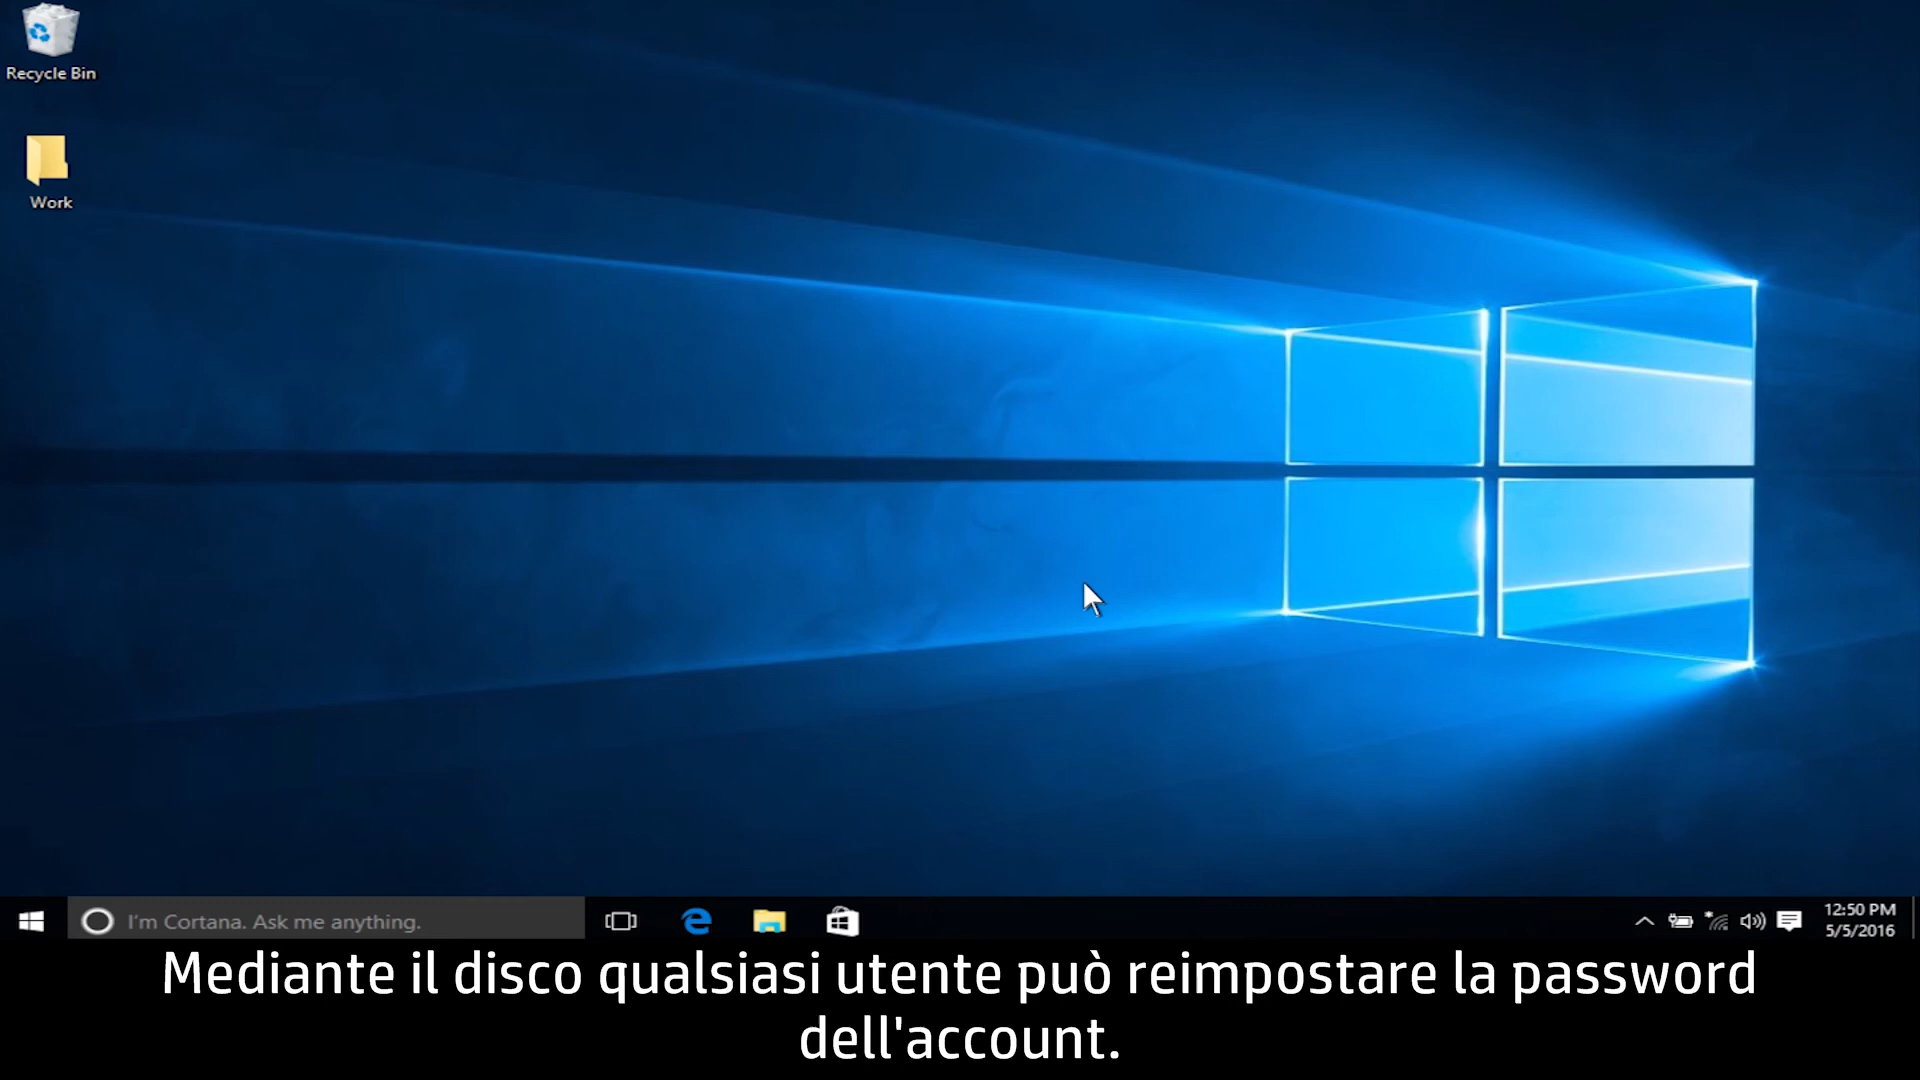 Recycle Bin
Work
I'm Cortana. Ask me anything.
12:50 PM
5/5/2016
Mediante il disco qualsiasi utente può reimpostare la password
dell'account.